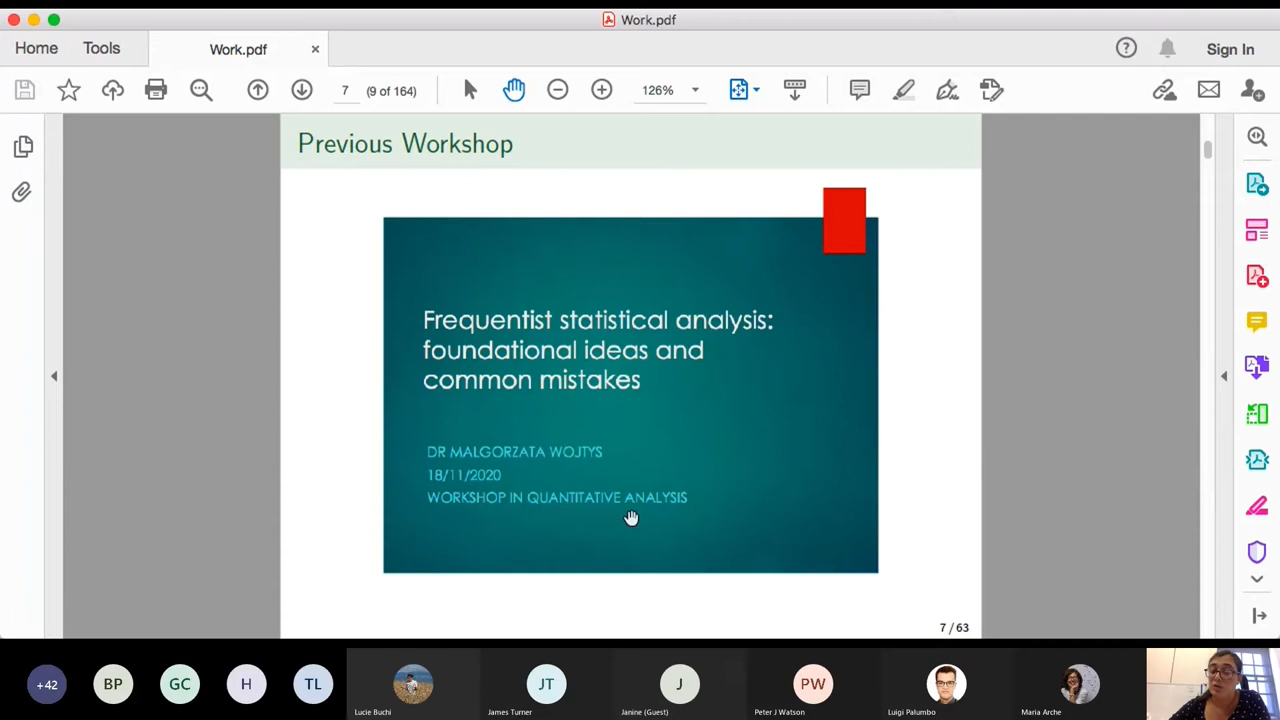 Work.pdf
Home
Tools
Work.pdf
×
?
Sign In
7
(9 of 164)
126%
Previous Workshop
Frequentist statistical analysis:
foundational ideas and
common mistakes
DR MALGORZATA WOJTYS
18/11/2020
WORKSHOP IN QUANTITATIVE ANALYSIS
7 / 63
+42
BP
GC
H
TL
Lucie Buchi
JT
James Turner
J
Janine (Guest)
PW
Peter J Watson
Luigi Palumbo
Maria Arche